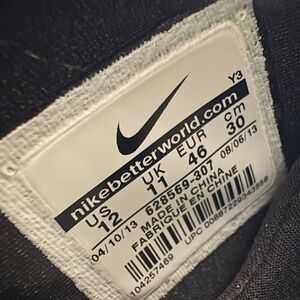 Y3
nikebetterworld.com
US UK EUR cm
12 11 46 30
04/10/13 628569-307 08/06/13
MADE IN CHINA
FABRIQUE EN CHINE
104257469